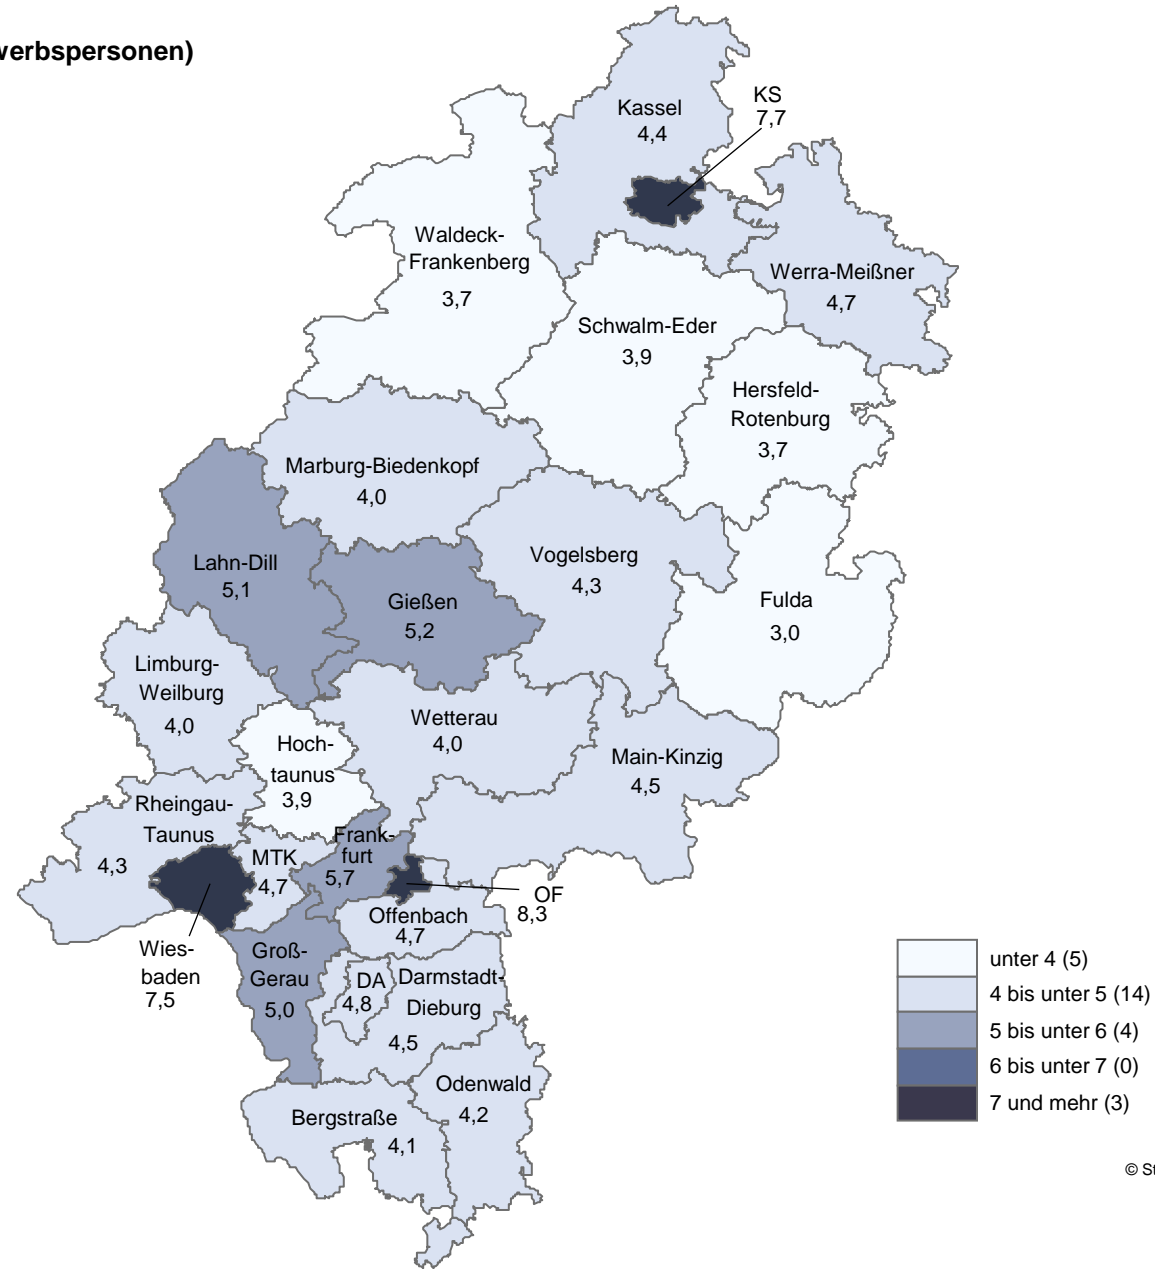 werbspersonen)
KS
7,7
Kassel
4,4
Waldeck-
Frankenberg
3,7
Werra-Meißner
4,7
Schwalm-Eder
3,9
Hersfeld-
Rotenburg
3,7
Marburg-Biedenkopf
4,0
Lahn-Dill
5,1
Gießen
5,2
Vogelsberg
4,3
Fulda
3,0
Limburg-
Weilburg
4,0
Wetterau
4,0
Hoch-
taunus
3,9
Main-Kinzig
4,5
Rheingau-
Taunus
4,3
MTK
4,7
Frank-
furt
5,7
OF
8,3
Offenbach
4,7
Wies-
baden
7,5
Groß-
Gerau
5,0
DA
4,8
Darmstadt-
Dieburg
4,5
Odenwald
4,2
Bergstraße
4,1
unter 4 (5)
4 bis unter 5 (14)
5 bis unter 6 (4)
6 bis unter 7 (0)
7 und mehr (3)
©